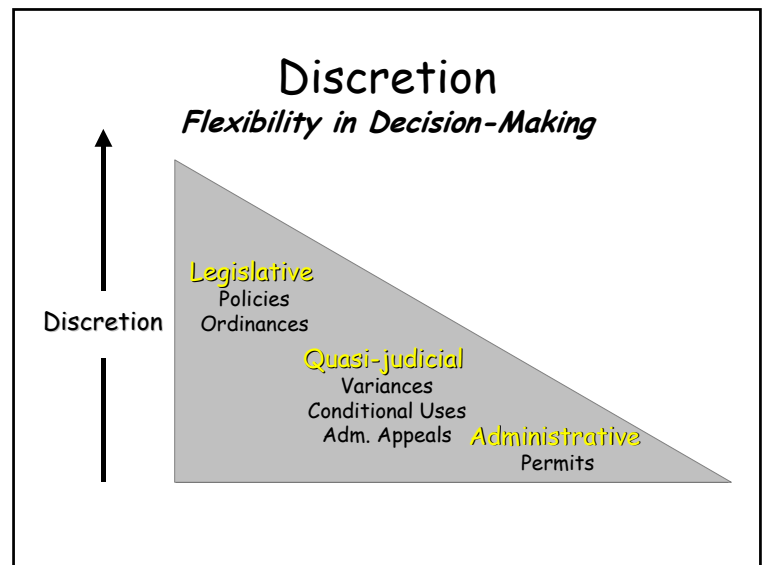 Discretion
Flexibility in Decision-Making
Legislative
Policies
Ordinances
Discretion
Quasi-judicial
Variances
Conditional Uses
Adm. Appeals
Administrative
Permits